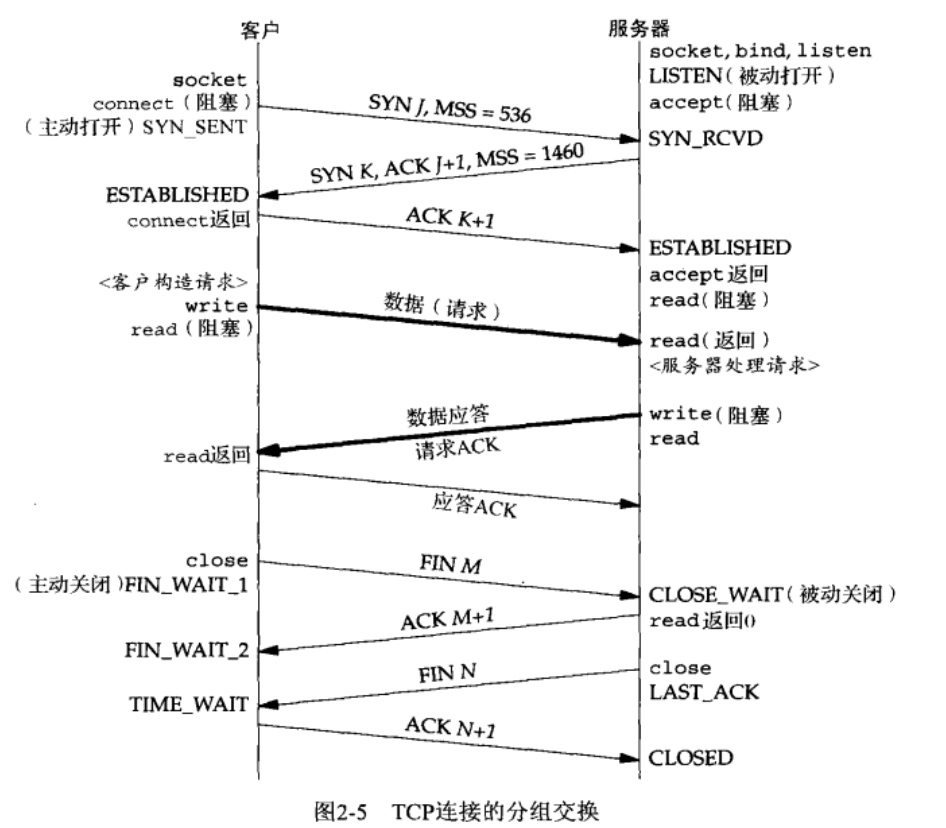 客户
服务器
socket, bind, listen
LISTEN(被动打开)
accept(阻塞)
socket
connect(阻塞)
(主动打开) SYN_SENT
SYN J, MSS = 536
SYN_RCVD
SYN K, ACK J+1, MSS = 1460
ESTABLISHED
connect返回
ACK K+1
ESTABLISHED
accept返回
read(阻塞)
<客户构造请求>
write
read(阻塞)
数据(请求)
read(返回)
<服务器处理请求>
数据应答
请求ACK
write(阻塞)
read
read返回
应答ACK
close
(主动关闭)FIN_WAIT_1
FIN M
CLOSE_WAIT(被动关闭)
read返回0
ACK M+1
FIN_WAIT_2
FIN N
close
LAST_ACK
TIME_WAIT
ACK N+1
CLOSED
图2-5 TCP连接的分组交换